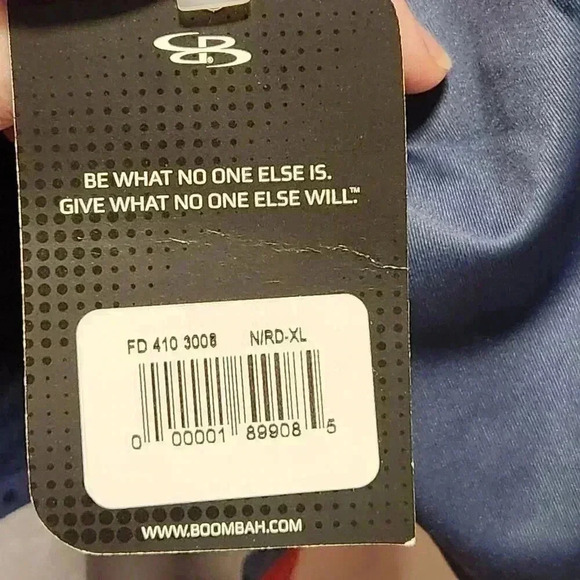 BE WHAT NO ONE ELSE IS.
GIVE WHAT NO ONE ELSE WILL.™
FD 410 3008 N/RD-XL
0 00001 89908 5
WWW.BOOMBAH.COM